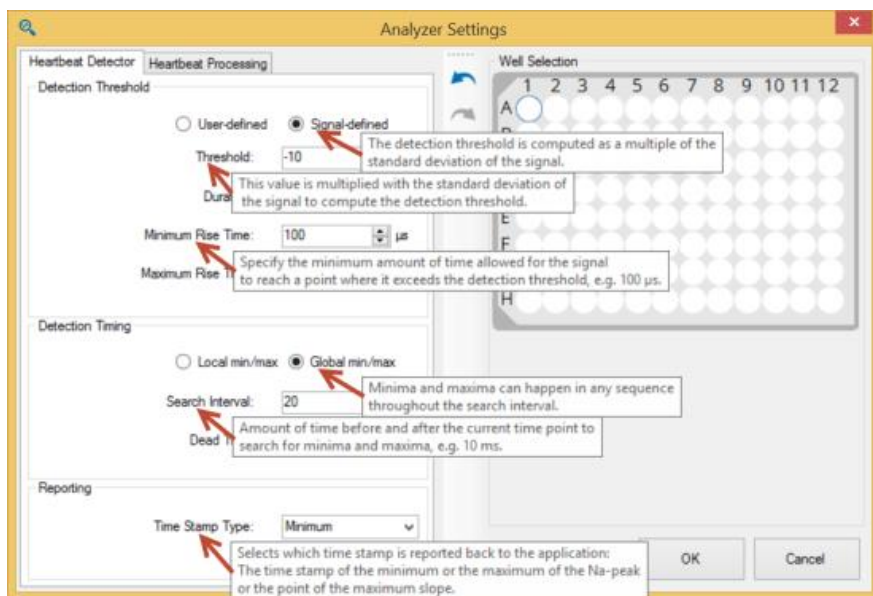 Analyzer Settings
Heartbeat Detector Heartbeat Processing
Detection Threshold
User-defined Signal-defined
The detection threshold is computed as a multiple of the
standard deviation of the signal.
Threshold: -10
This value is multiplied with the standard deviation of
the signal to compute the detection threshold.
Minimum Rise Time: 100 µs
Specify the minimum amount of time allowed for the signal
to reach a point where it exceeds the detection threshold, e.g. 100 µs.
Maximum Rise
Detection Timing
Local min/max Global min/max
Minima and maxima can happen in any sequence
throughout the search interval.
Search Interval: 20
Amount of time before and after the current time point to
search for minima and maxima, e.g. 10 ms.
Dead
Reporting
Time Stamp Type: Minimum
Selects which time stamp is reported back to the application:
The time stamp of the minimum or the maximum of the Na-peak
or the point of the maximum slope.
Well Selection
1 2 3 4 5 6 7 8 9 10 11 12
A
E
F
H
OK Cancel